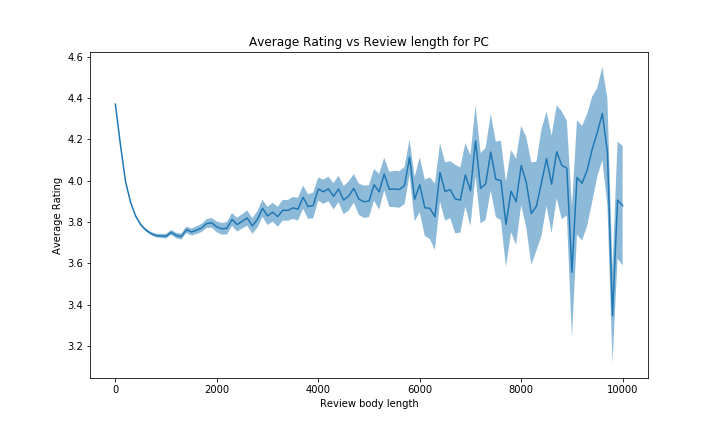 Average Rating vs Review length for PC
4.6
4.4
4.2
4.0
3.8
3.6
3.4
3.2
Average Rating
0 2000 4000 6000 8000 10000
Review body length